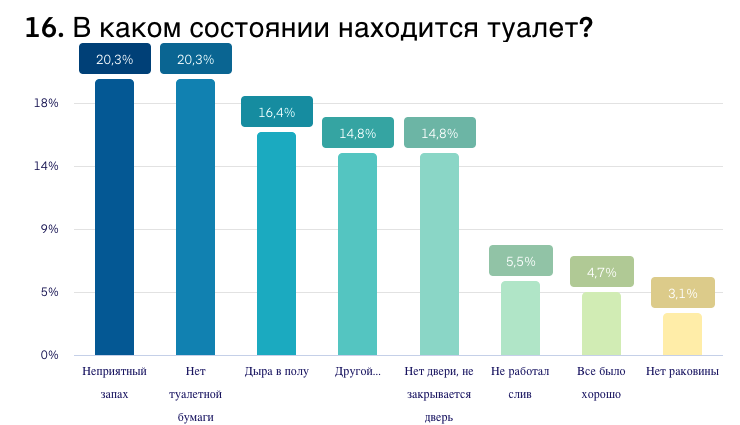 16. В каком состоянии находится туалет?
20,3%
20,3%
16,4%
14,8%
14,8%
5,5%
4,7%
3,1%
18%
14%
9%
5%
0%
Неприятный
запах
Нет
туалетной
бумаги
Дыра в полу
Другой...
Нет двери, не
закрывается
дверь
Не работал
слив
Все было
хорошо
Нет раковины